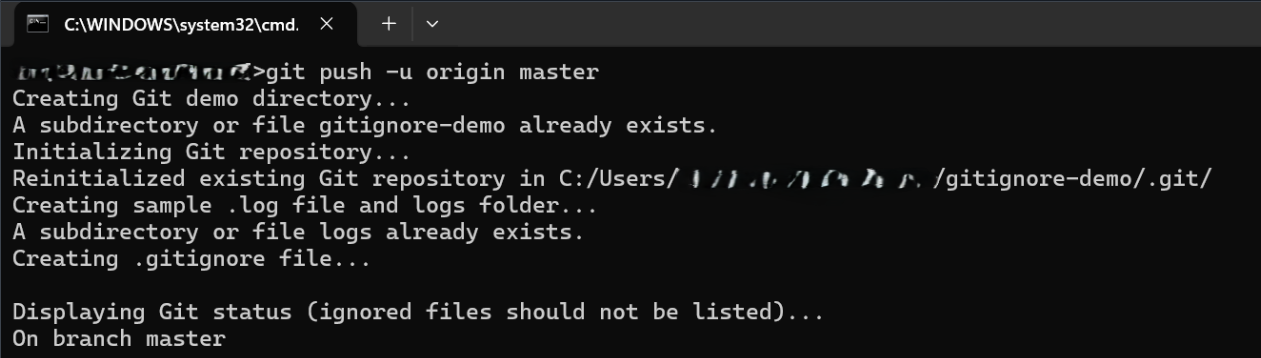 C:\WINDOWS\system32\cmd.
>git push -u origin master
Creating Git demo directory...
A subdirectory or file gitignore-demo already exists.
Initializing Git repository...
Reinitialized existing Git repository in C:/Users/ /gitignore-demo/.git/
Creating sample .log file and logs folder...
A subdirectory or file logs already exists.
Creating .gitignore file...
Displaying Git status (ignored files should not be listed)...
On branch master